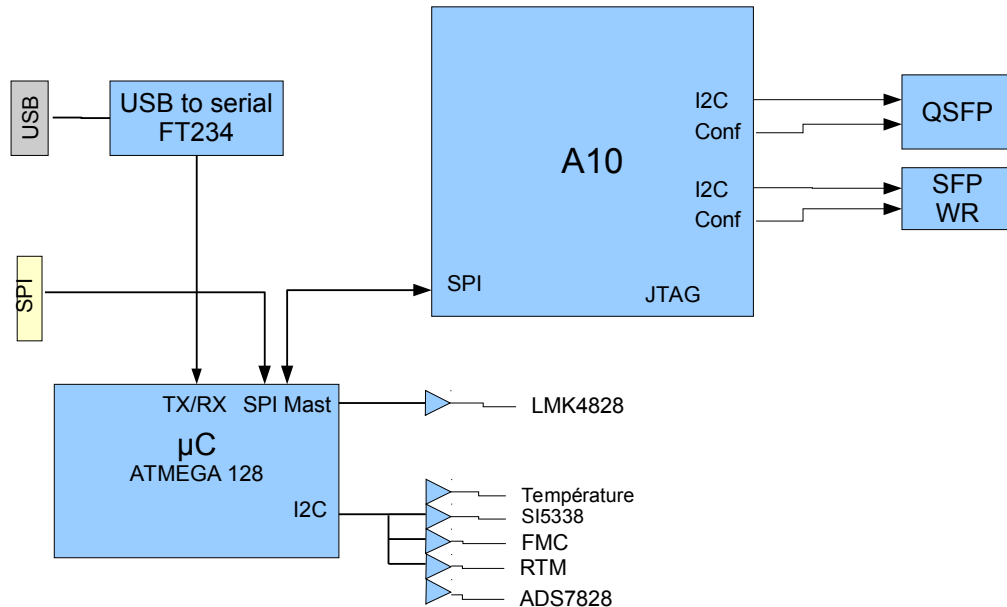 USB
USB to serial
FT234
A10
I2C
Conf
QSFP
I2C
Conf
SFP
WR
SPI
SPI
JTAG
TX/RX
SPI Mast
LMK4828
µC
ATMEGA 128
I2C
Température
SI5338
FMC
RTM
ADS7828